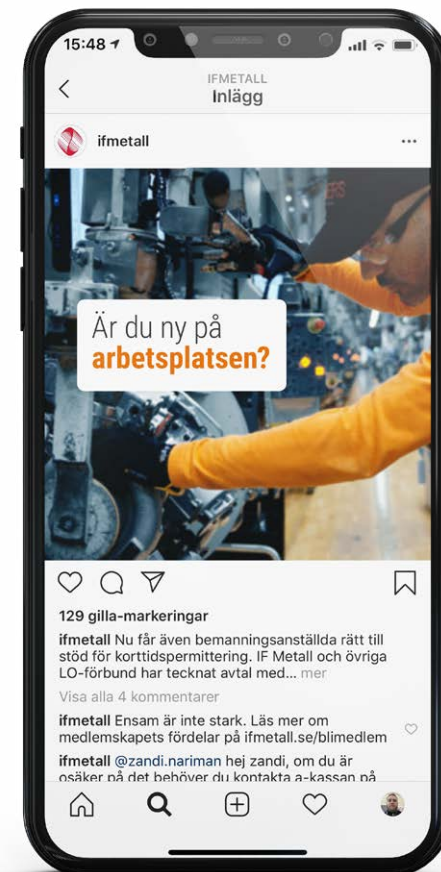 15:48
IFMETALL
Inlägg
ifmetall
Är du ny på
arbetsplatsen?
129 gilla-markeringar
ifmetall Nu får även bemanningsanställda rätt till
stöd för korttidspermittering. IF Metall och övriga
LO-förbund har tecknat avtal med... mer
Visa alla 4 kommentarer
ifmetall Ensam är inte stark. Läs mer om
medlemskapets fördelar på ifmetall.se/blimedlem
ifmetall @zandi.nariman hej zandi, om du är
osäker på det behöver du kontakta a-kassan på